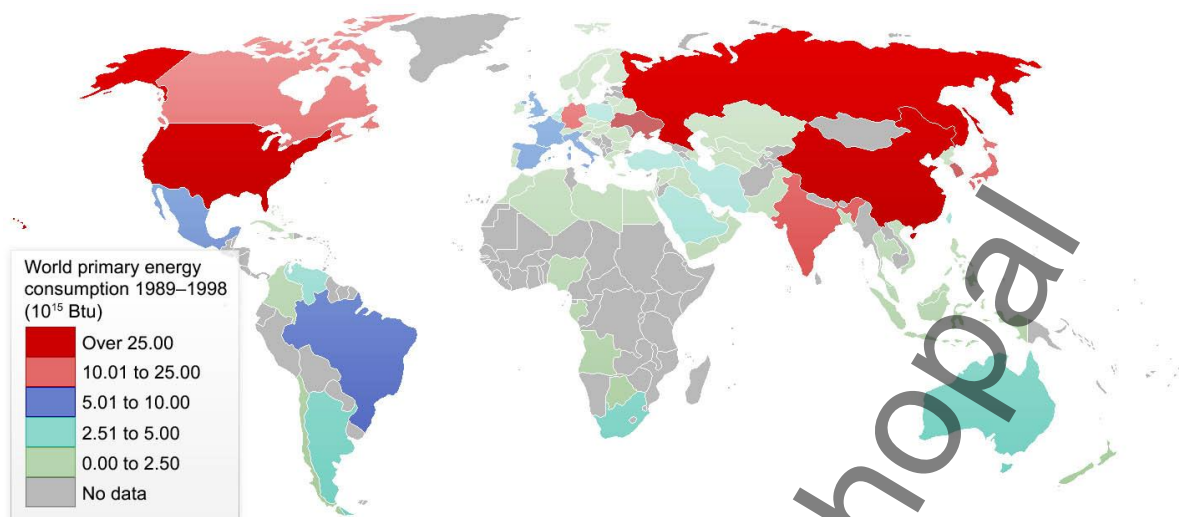 World primary energy
consumption 1989–1998
(10¹⁵ Btu)
Over 25.00
10.01 to 25.00
5.01 to 10.00
2.51 to 5.00
0.00 to 2.50
No data
hopal